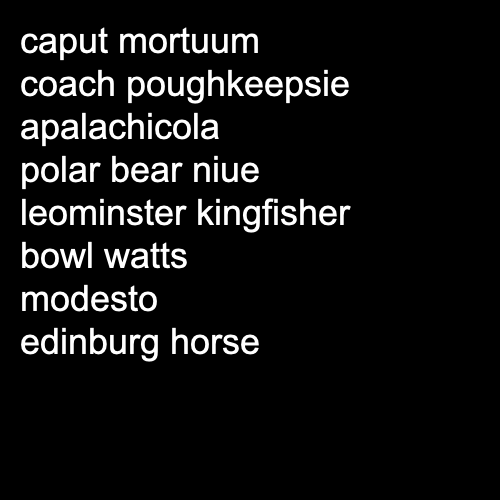 caput mortuum
coach poughkeepsie
apalachicola
polar bear niue
leominster kingfisher
bowl watts
modesto
edinburg horse